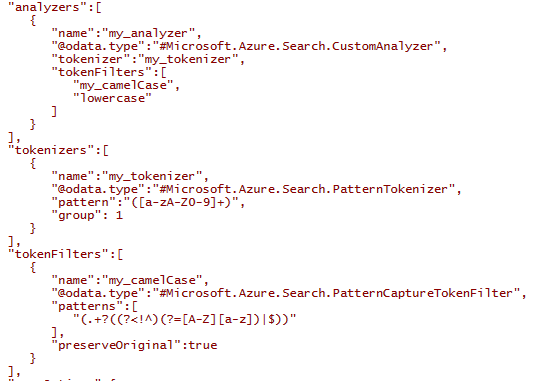 "analyzers":[
{
"name":"my_analyzer",
"@odata.type":"#Microsoft.Azure.Search.CustomAnalyzer",
"tokenizer":"my_tokenizer",
"tokenFilters":[
"my_camelCase",
"lowercase"
]
}
],
"tokenizers":[
{
"name":"my_tokenizer",
"@odata.type":"#Microsoft.Azure.Search.PatternTokenizer",
"pattern":"([a-zA-Z0-9]+)",
"group": 1
}
],
"tokenFilters":[
{
"name":"my_camelCase",
"@odata.type":"#Microsoft.Azure.Search.PatternCaptureTokenFilter",
"patterns":[
"(.+?((?<!^)(?=[A-Z][a-z])|$))"
],
"preserveOriginal":true
}
],